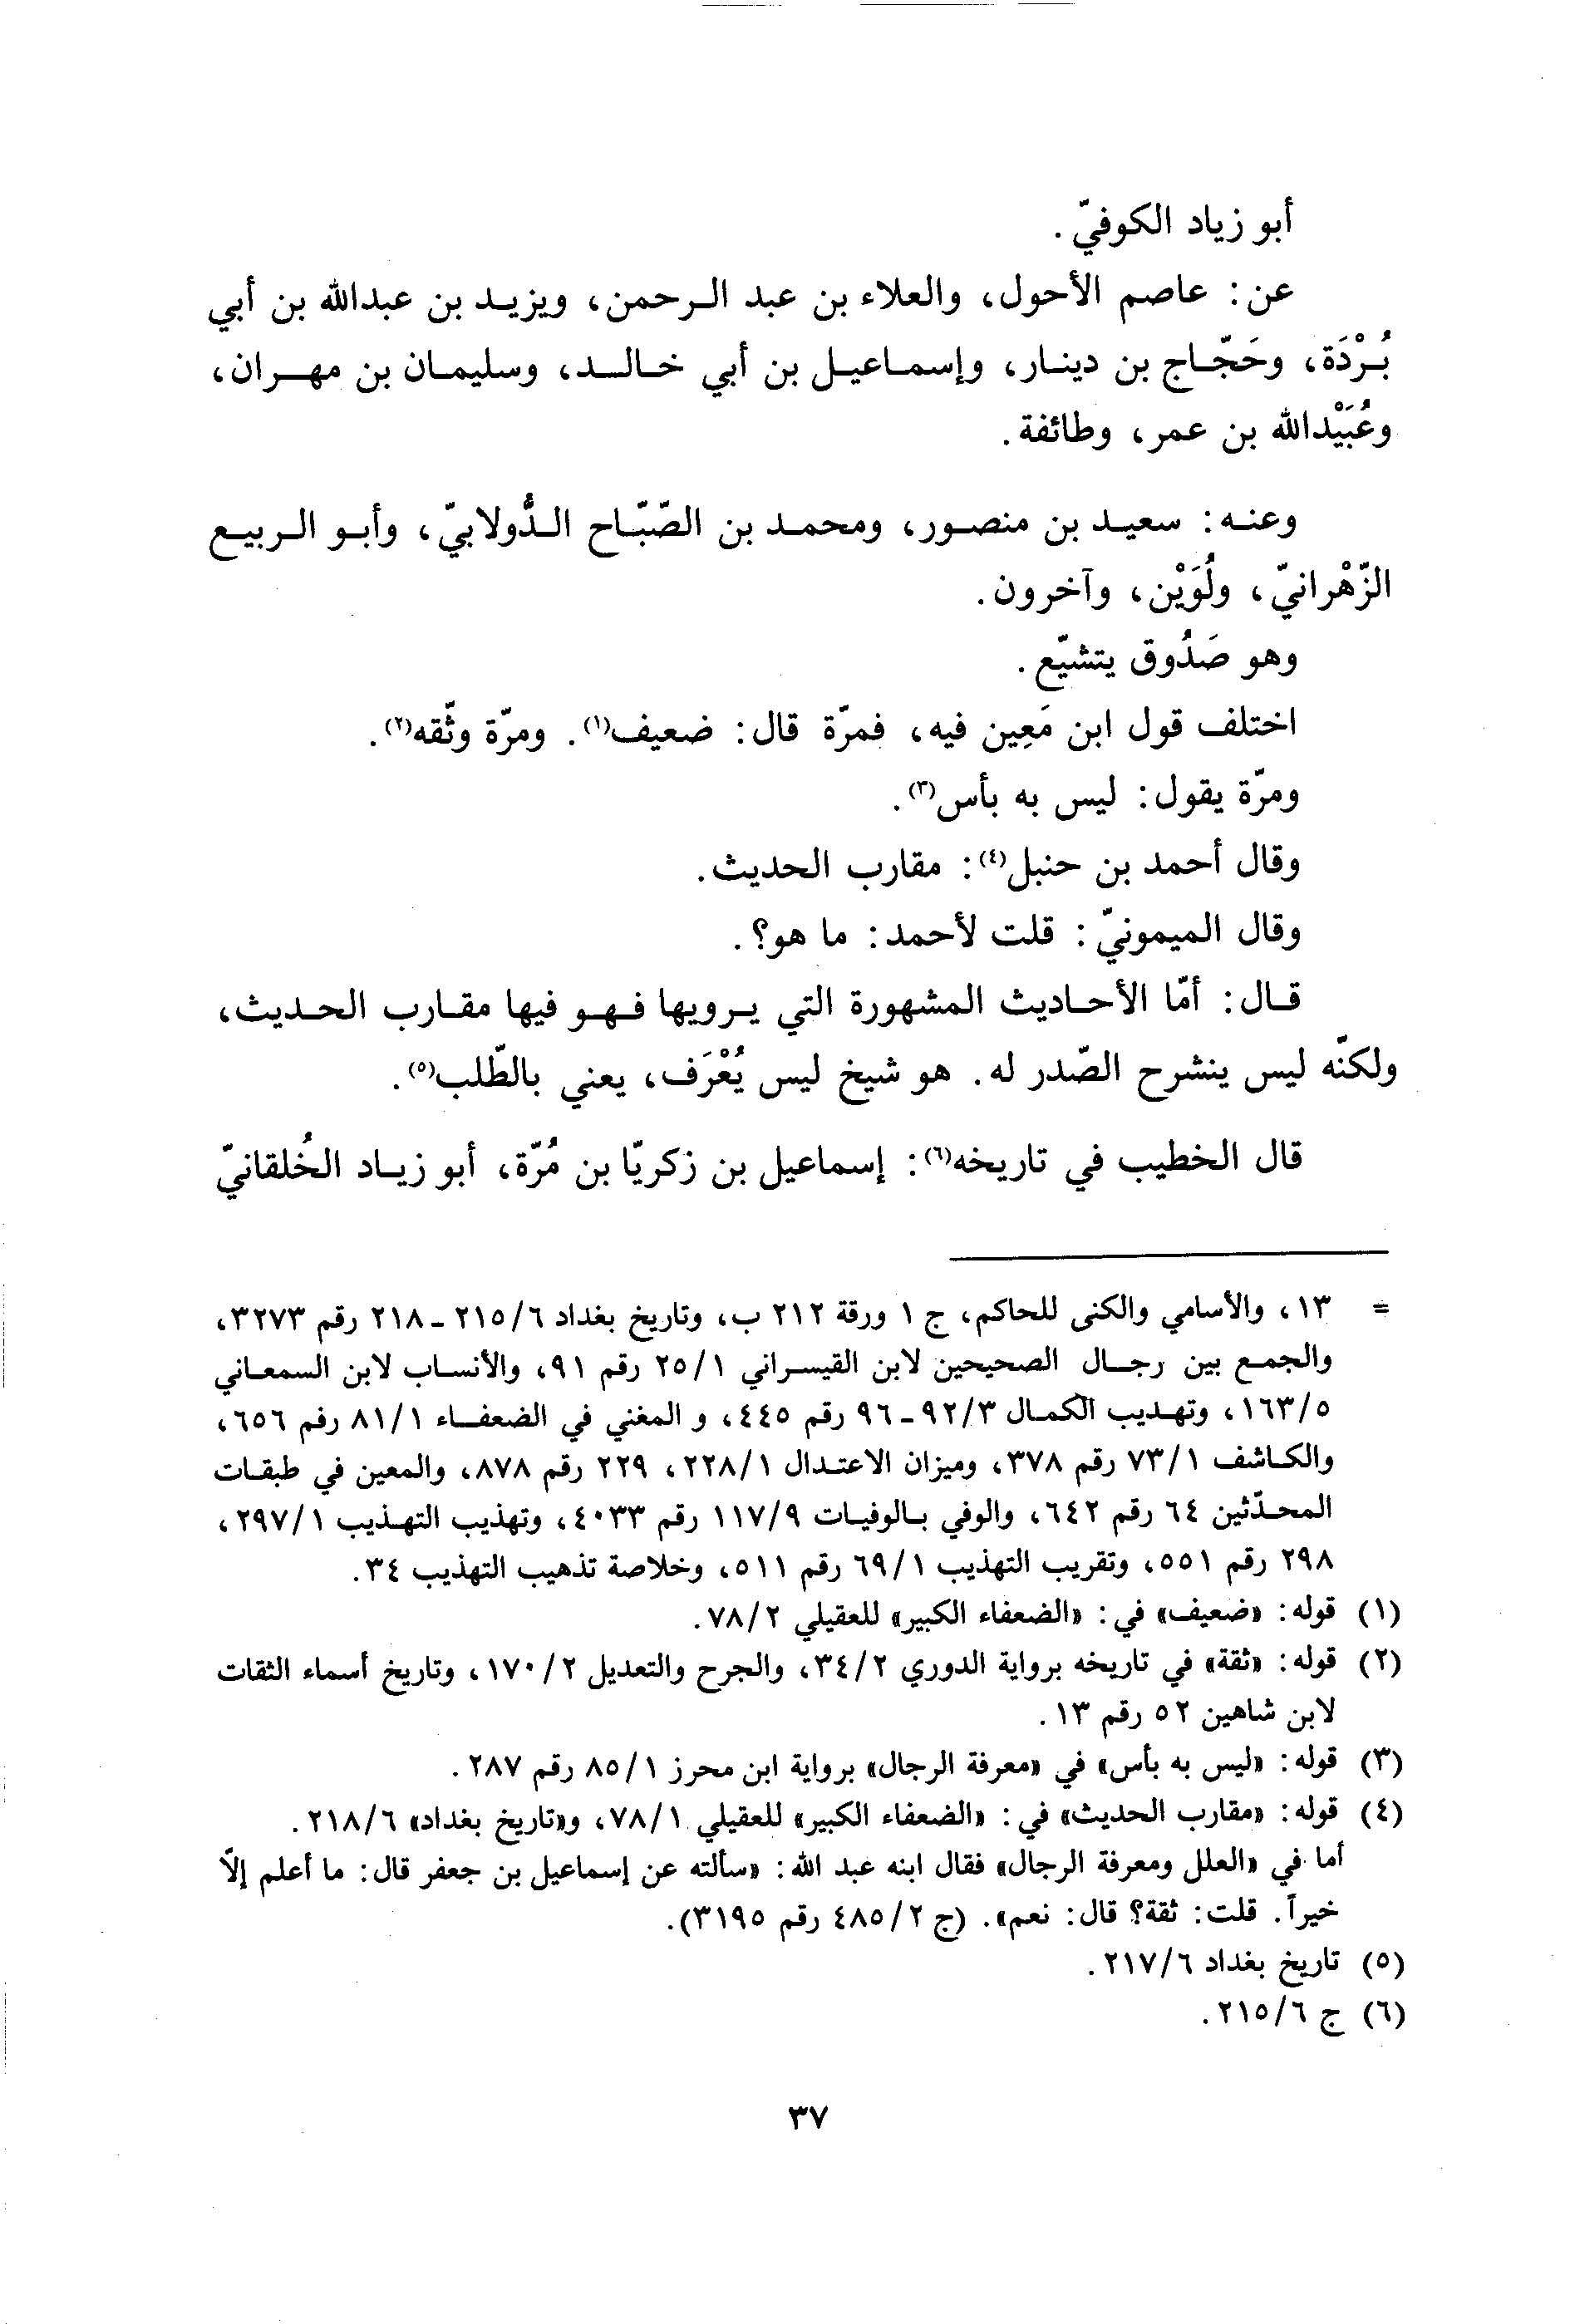 أبو زياد الكوفيّ.
عن: عاصم الأحول، والعلاء بن عبد الرحمن، ويزيد بن عبدالله بن أبي
بُرْدَة، وحَجّاج بن دينار، وإسماعيل بن أبي خالد، وسليمان بن مهران،
وعُبَيْدالله بن عمر، وطائفة.
وعنه: سعيد بن منصور، ومحمد بن الصّبّاح الدُّولابيّ، وأبو الربيع
الزّهْرانيّ، ولُوَيْن، وآخرون.
وهو صَدُوق يتشيّع.
اختلف قول ابن مَعِين فيه، فمرّة قال: ضعيف(١). ومرّة وثّقه(٢).
ومرّة يقول: ليس به بأس(٣).
وقال أحمد بن حنبل(٤): مقارب الحديث.
وقال الميمونيّ: قلت لأحمد: ما هو؟.
قال: أمّا الأحاديث المشهورة التي يرويها فهو فيها مقارب الحديث،
ولكنّه ليس ينشرح الصّدر له. هو شيخ ليس يُعْرَف، يعني بالطّلب(٥).
قال الخطيب في تاريخه(٦): إسماعيل بن زكريّا بن مُرّة، أبو زياد الخُلقانيّ
= ١٣، والأسامي والكنى للحاكم، ج ١ ورقة ٢١٢ ب، وتاريخ بغداد ٦/٢١٥ - ٢١٨ رقم ٣٢٧٣،
والجمع بين رجال الصحيحين لابن القيسراني ١/٢٥ رقم ٩١، والأنساب لابن السمعاني
٥/١٦٣، وتهذيب الكمال ٣/٩٢ - ٩٦ رقم ٤٤٥، و المغني في الضعفاء ١/٨١ رقم ٦٥٦،
والكاشف ١/٧٣ رقم ٣٧٨، وميزان الاعتدال ١/٢٢٨، ٢٢٩ رقم ٨٧٨، والمعين في طبقات
المحدّثين ٦٤ رقم ٦٤٢، والوفي بالوفيات ٩/١١٧ رقم ٤٠٣٣، وتهذيب التهذيب ١/٢٩٧،
٢٩٨ رقم ٥٥١، وتقريب التهذيب ١/٦٩ رقم ٥١١، وخلاصة تذهيب التهذيب ٣٤.
(١) قوله: «ضعيف» في: «الضعفاء الكبير» للعقيلي ٢/٧٨.
(٢) قوله: «ثقة» في تاريخه برواية الدوري ٢/٣٤، والجرح والتعديل ٢/١٧٠، وتاريخ أسماء الثقات
لابن شاهين ٥٢ رقم ١٣.
(٣) قوله: «ليس به بأس» في «معرفة الرجال» برواية ابن محرز ١/٨٥ رقم ٢٨٧.
(٤) قوله: «مقارب الحديث» في: «الضعفاء الكبير» للعقيلي ١/٧٨، و«تاريخ بغداد» ٦/٢١٨.
أما في «العلل ومعرفة الرجال» فقال ابنه عبد الله: «سألته عن إسماعيل بن جعفر قال: ما أعلم إلّا
خيراً. قلت: ثقة؟ قال: نعم». (ج ٢/٤٨٥ رقم ٣١٩٥).
(٥) تاريخ بغداد ٦/٢١٧.
(٦) ج ٦/٢١٥.
٣٧